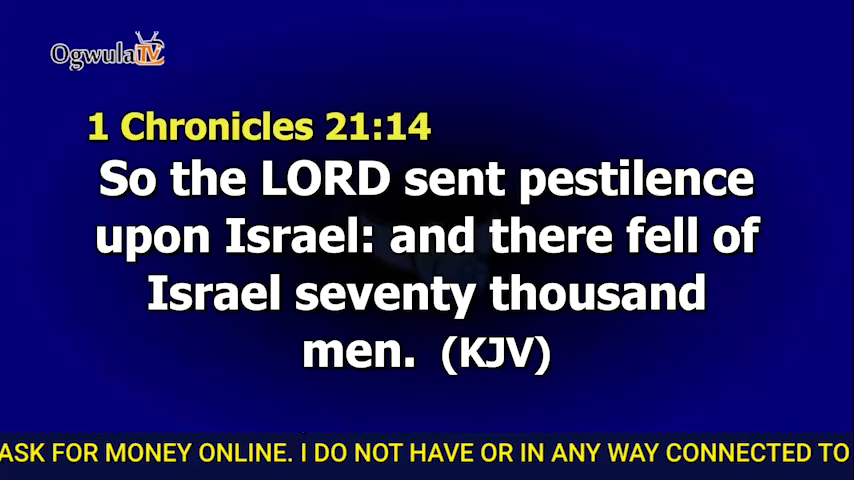 OgwulaTV
1 Chronicles 21:14
So the LORD sent pestilence
upon Israel: and there fell of
Israel seventy thousand
men. (KJV)
ASK FOR MONEY ONLINE. I DO NOT HAVE OR IN ANY WAY CONNECTED TO